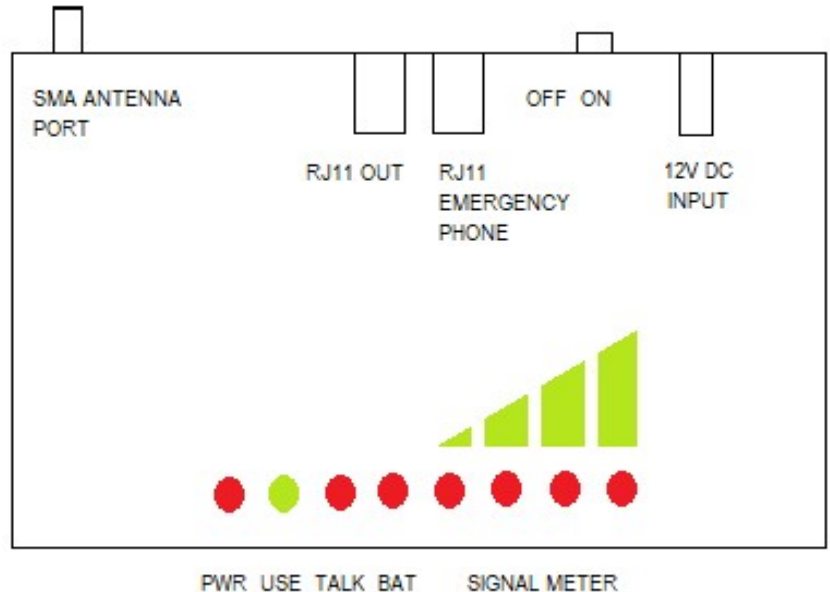 SMA ANTENNA
PORT
OFF ON
RJ11 OUT
RJ11
EMERGENCY
PHONE
12V DC
INPUT
PWR USE TALK BAT
SIGNAL METER